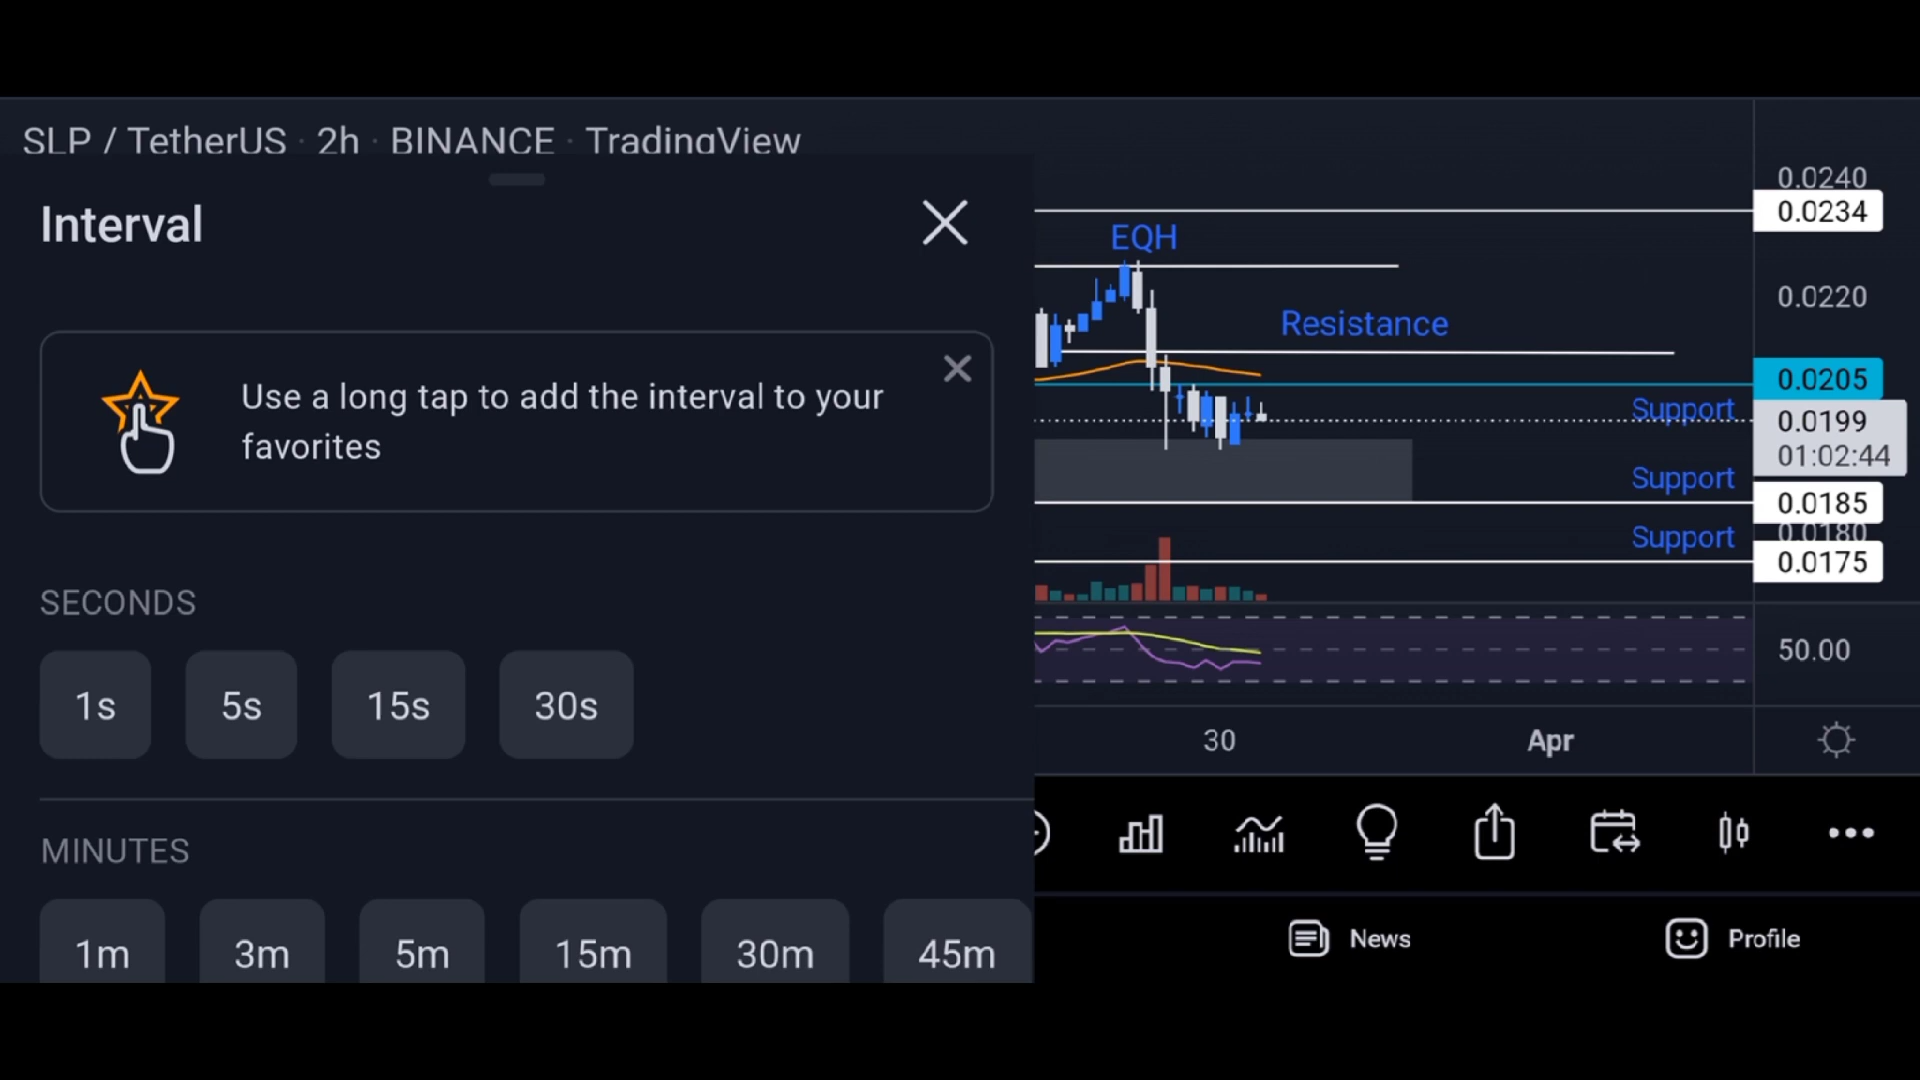 SLP / TetherUS · 2h · BINANCE · TradingView
Interval
Use a long tap to add the interval to your
favorites
SECONDS
1s 5s 15s 30s
MINUTES
1m 3m 5m 15m 30m 45m
EQH
Resistance
Support
Support
Support
0.0240
0.0234
0.0220
0.0205
0.0199
01:02:44
0.0185
0.0180
0.0175
50.00
30 Apr
News Profile